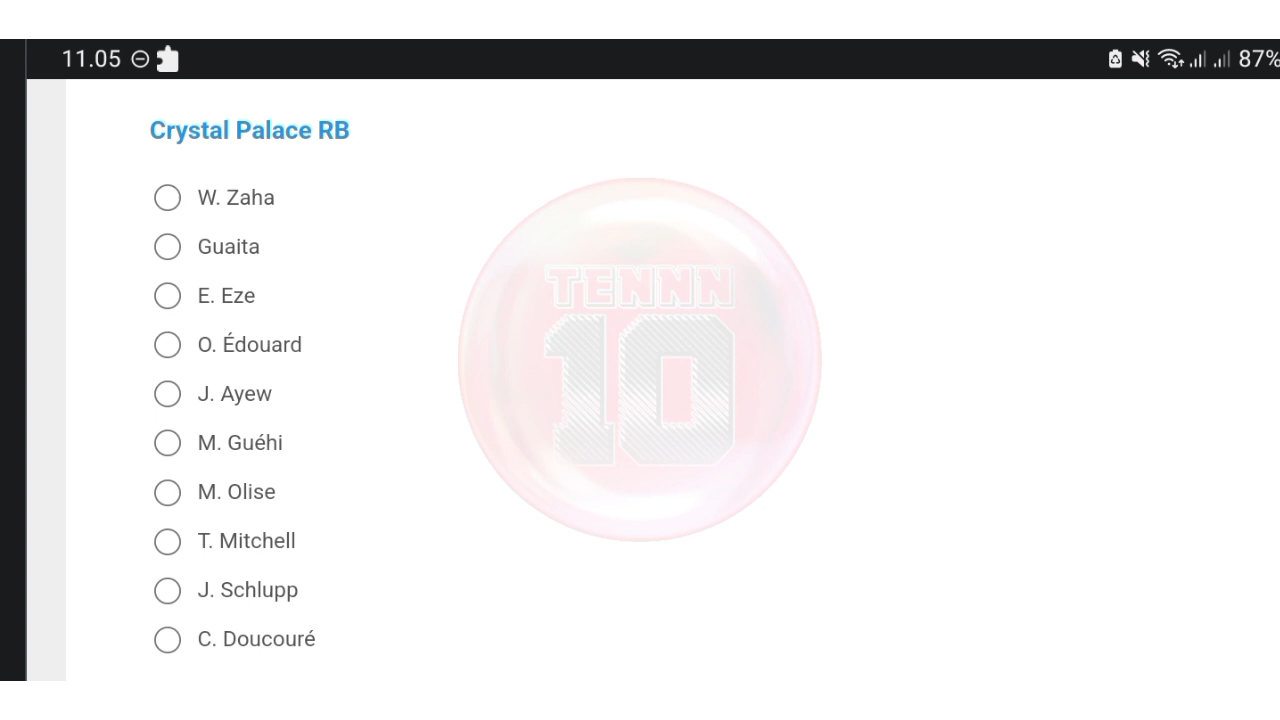 11.05
87%
Crystal Palace RB
W. Zaha
Guaita
E. Eze
O. Édouard
J. Ayew
M. Guéhi
M. Olise
T. Mitchell
J. Schlupp
C. Doucouré
TENNN
10